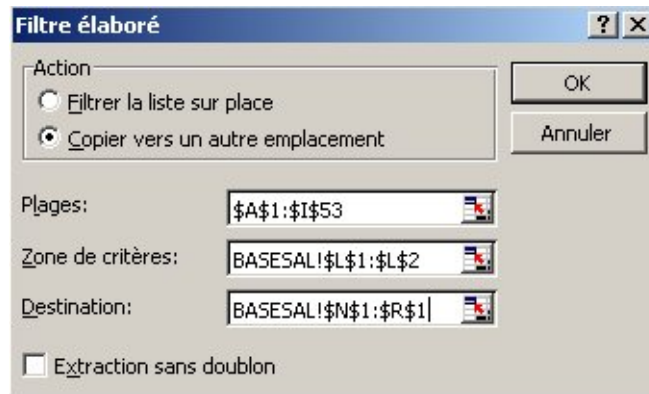 Filtre élaboré
Action
Filtrer la liste sur place
Copier vers un autre emplacement
OK
Annuler
Plages: $A$1:$I$53
Zone de critères: BASESAL!$L$1:$L$2
Destination: BASESAL!$N$1:$R$1
Extraction sans doublon